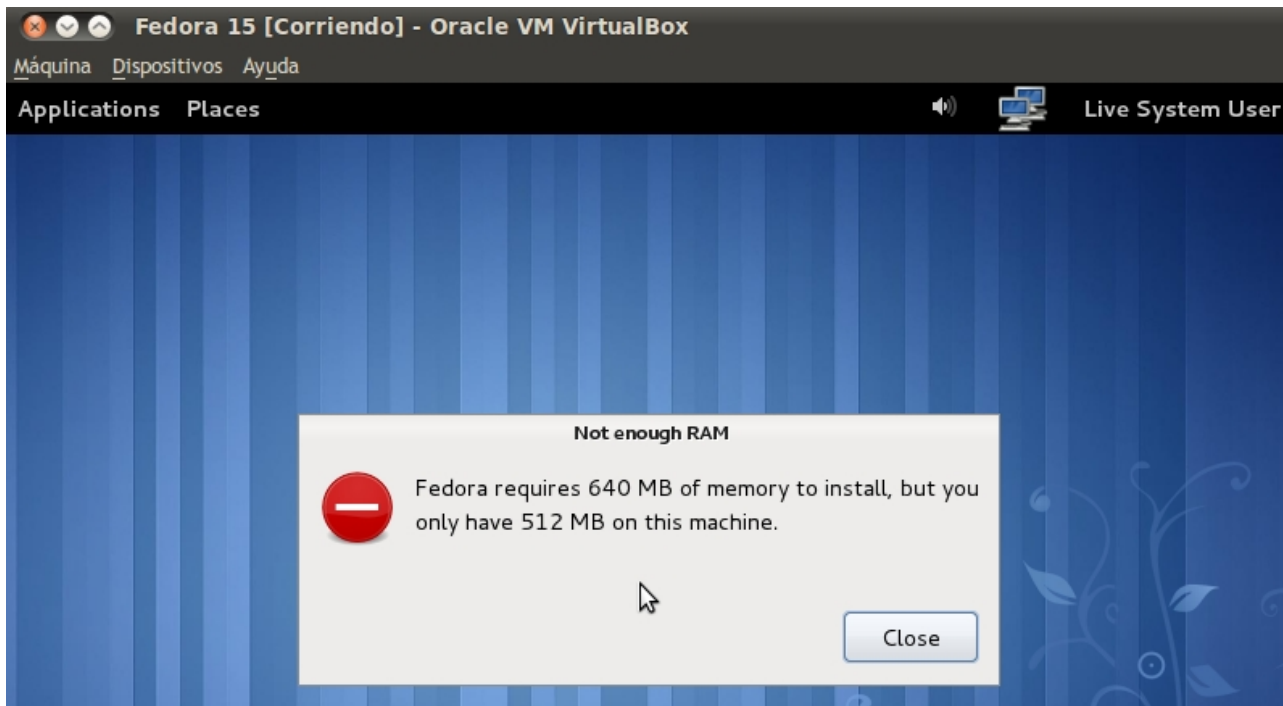 Fedora 15 [Corriendo] - Oracle VM VirtualBox
Máquina Dispositivos Ayuda
Applications Places Live System User
Not enough RAM
Fedora requires 640 MB of memory to install, but you
only have 512 MB on this machine.
Close